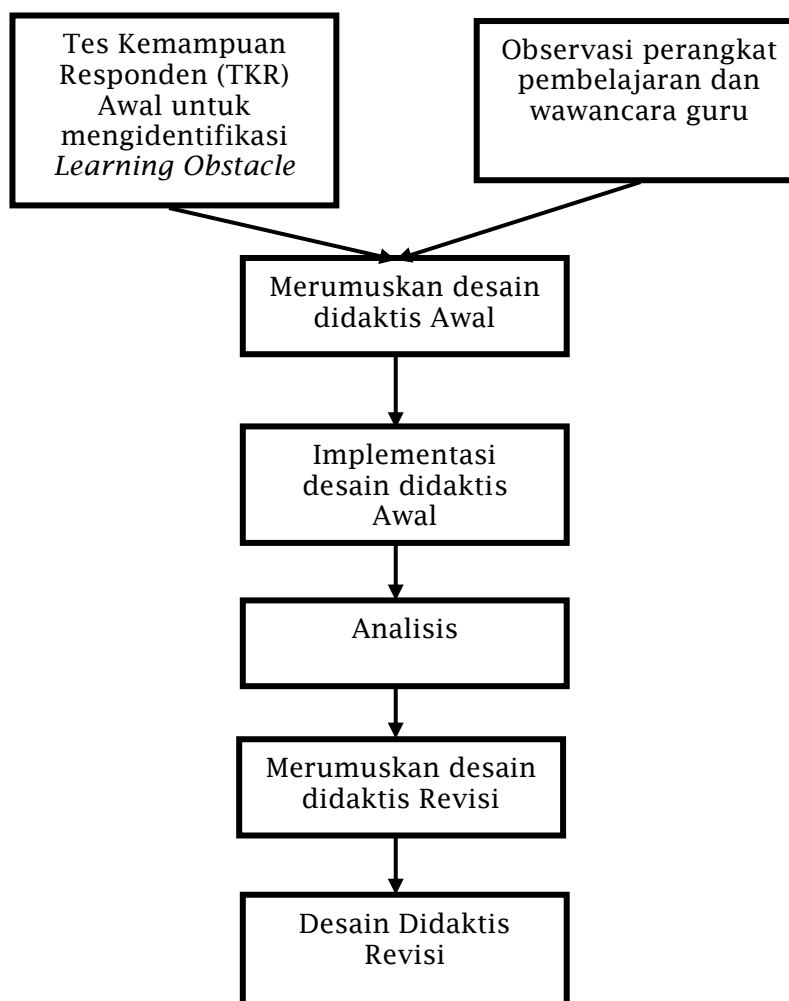 Tes Kemampuan
Responden (TKR)
Awal untuk
mengidentifikasi
Learning Obstacle
Observasi perangkat
pembelajaran dan
wawancara guru
Merumuskan desain
didaktis Awal
Implementasi
desain didaktis
Awal
Analisis
Merumuskan desain
didaktis Revisi
Desain Didaktis
Revisi